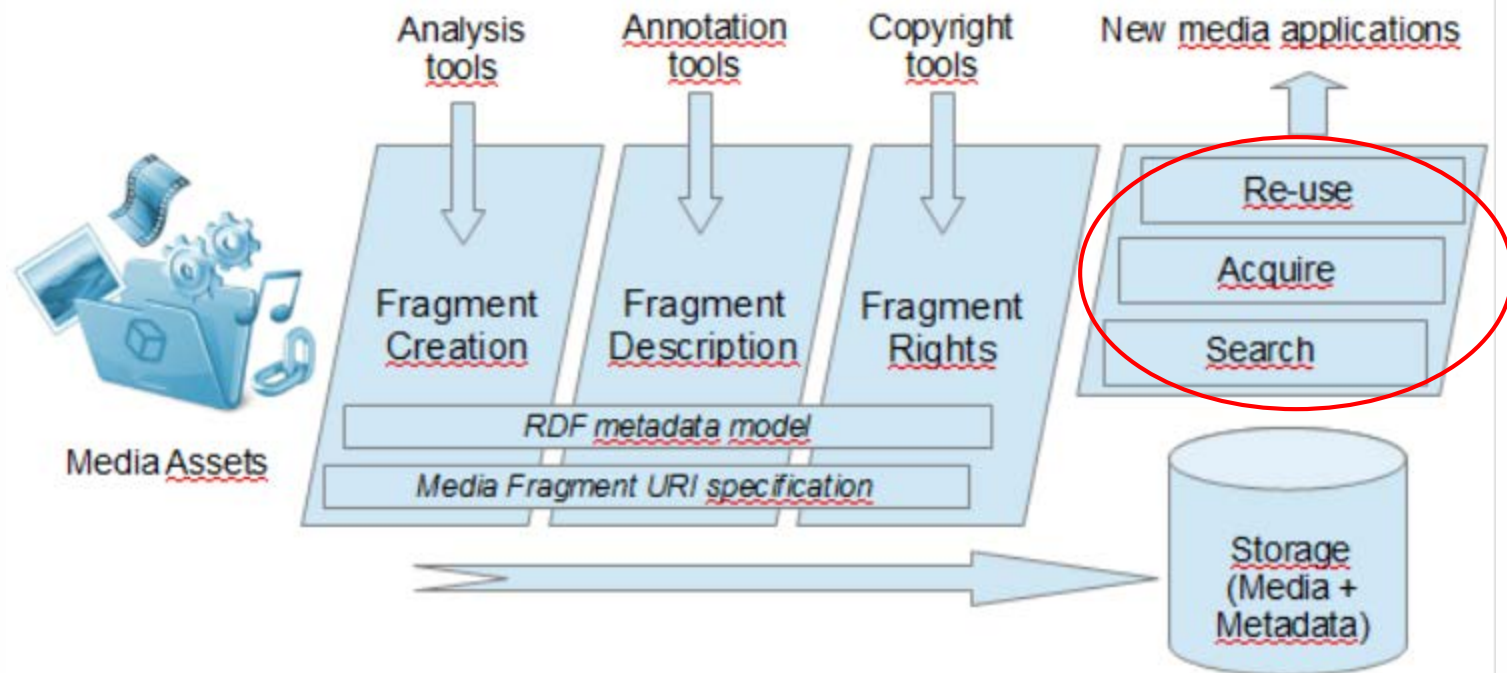 Analysis
tools
Annotation
tools
Copyright
tools
New media applications
Fragment
Creation
Fragment
Description
Fragment
Rights
Re-use
Acquire
Search
RDF metadata model
Media Fragment URI specification
Media Assets
Storage
(Media +
Metadata)